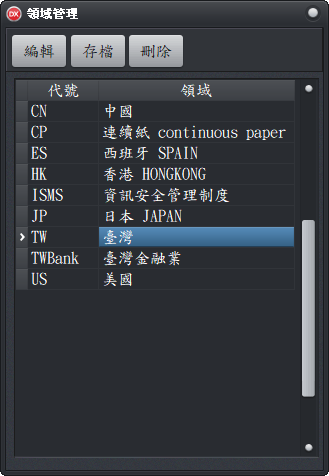 DX 領域管理
編輯 存檔 刪除
代號 領域
CN 中國
CP 連續紙 continuous paper
ES 西班牙 SPAIN
HK 香港 HONGKONG
ISMS 資訊安全管理制度
JP 日本 JAPAN
TW 臺灣
TWBank 臺灣金融業
US 美國